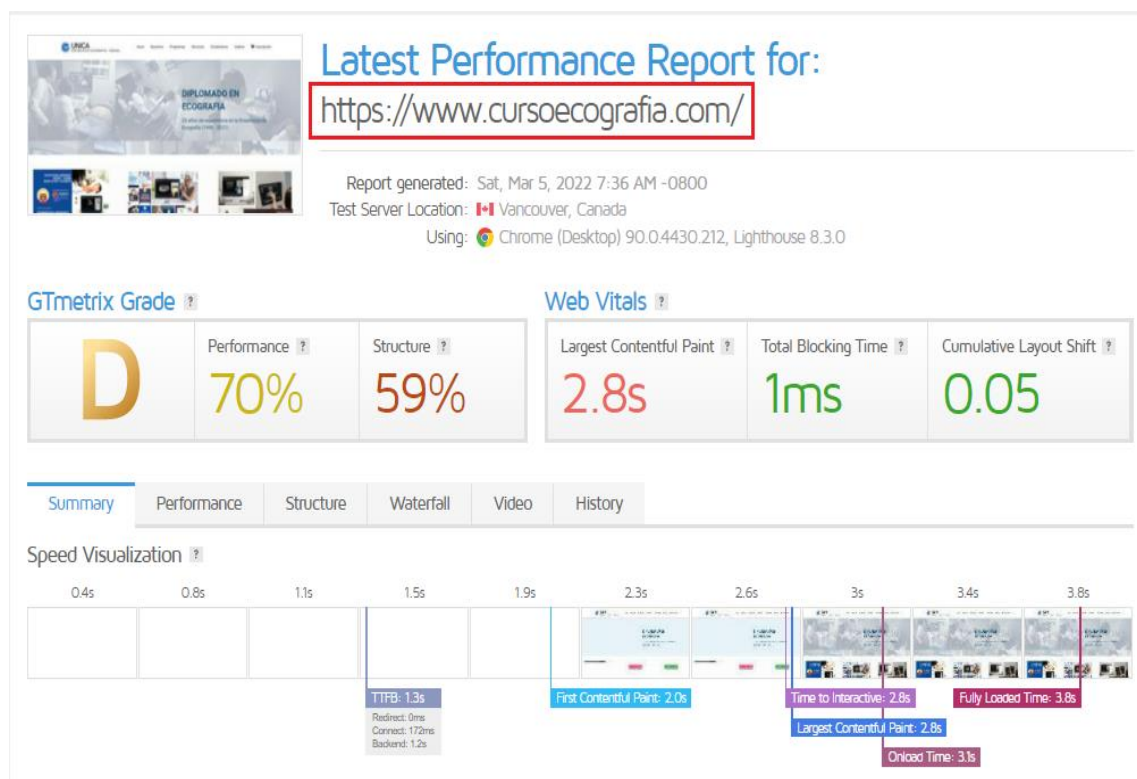 UNICA
DIPLOMADO EN
ECOGRAFIA
Latest Performance Report for:
https://www.cursoecografia.com/
Report generated: Sat, Mar 5, 2022 7:36 AM -0800
Test Server Location: Vancouver, Canada
Using: Chrome (Desktop) 90.0.4430.212, Lighthouse 8.3.0
GTmetrix Grade ?
Web Vitals ?
D
Performance ?
70%
Structure ?
59%
Largest Contentful Paint ?
2.8s
Total Blocking Time ?
1ms
Cumulative Layout Shift ?
0.05
Summary Performance Structure Waterfall Video History
Speed Visualization ?
0.4s 0.8s 1.1s 1.5s 1.9s 2.3s 2.6s 3s 3.4s 3.8s
TTFB: 1.3s
Redirect: 0ms
Connect: 172ms
Backend: 1.2s
First Contentful Paint: 2.0s
Time to Interactive: 2.8s
Fully Loaded Time: 3.8s
Largest Contentful Paint: 2.8s
Onload Time: 3.1s